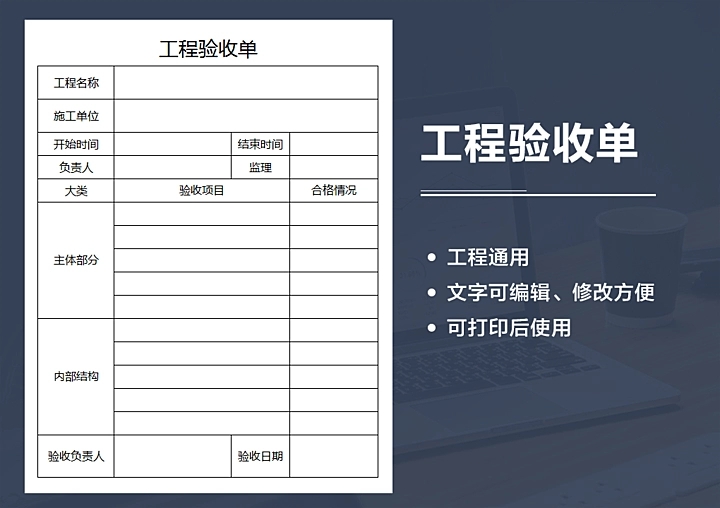 工程验收单
工程名称
施工单位
开始时间 结束时间
负责人 监理
大类 验收项目 合格情况
主体部分
内部结构
验收负责人 验收日期
工程验收单
工程通用
文字可编辑、修改方便
可打印后使用